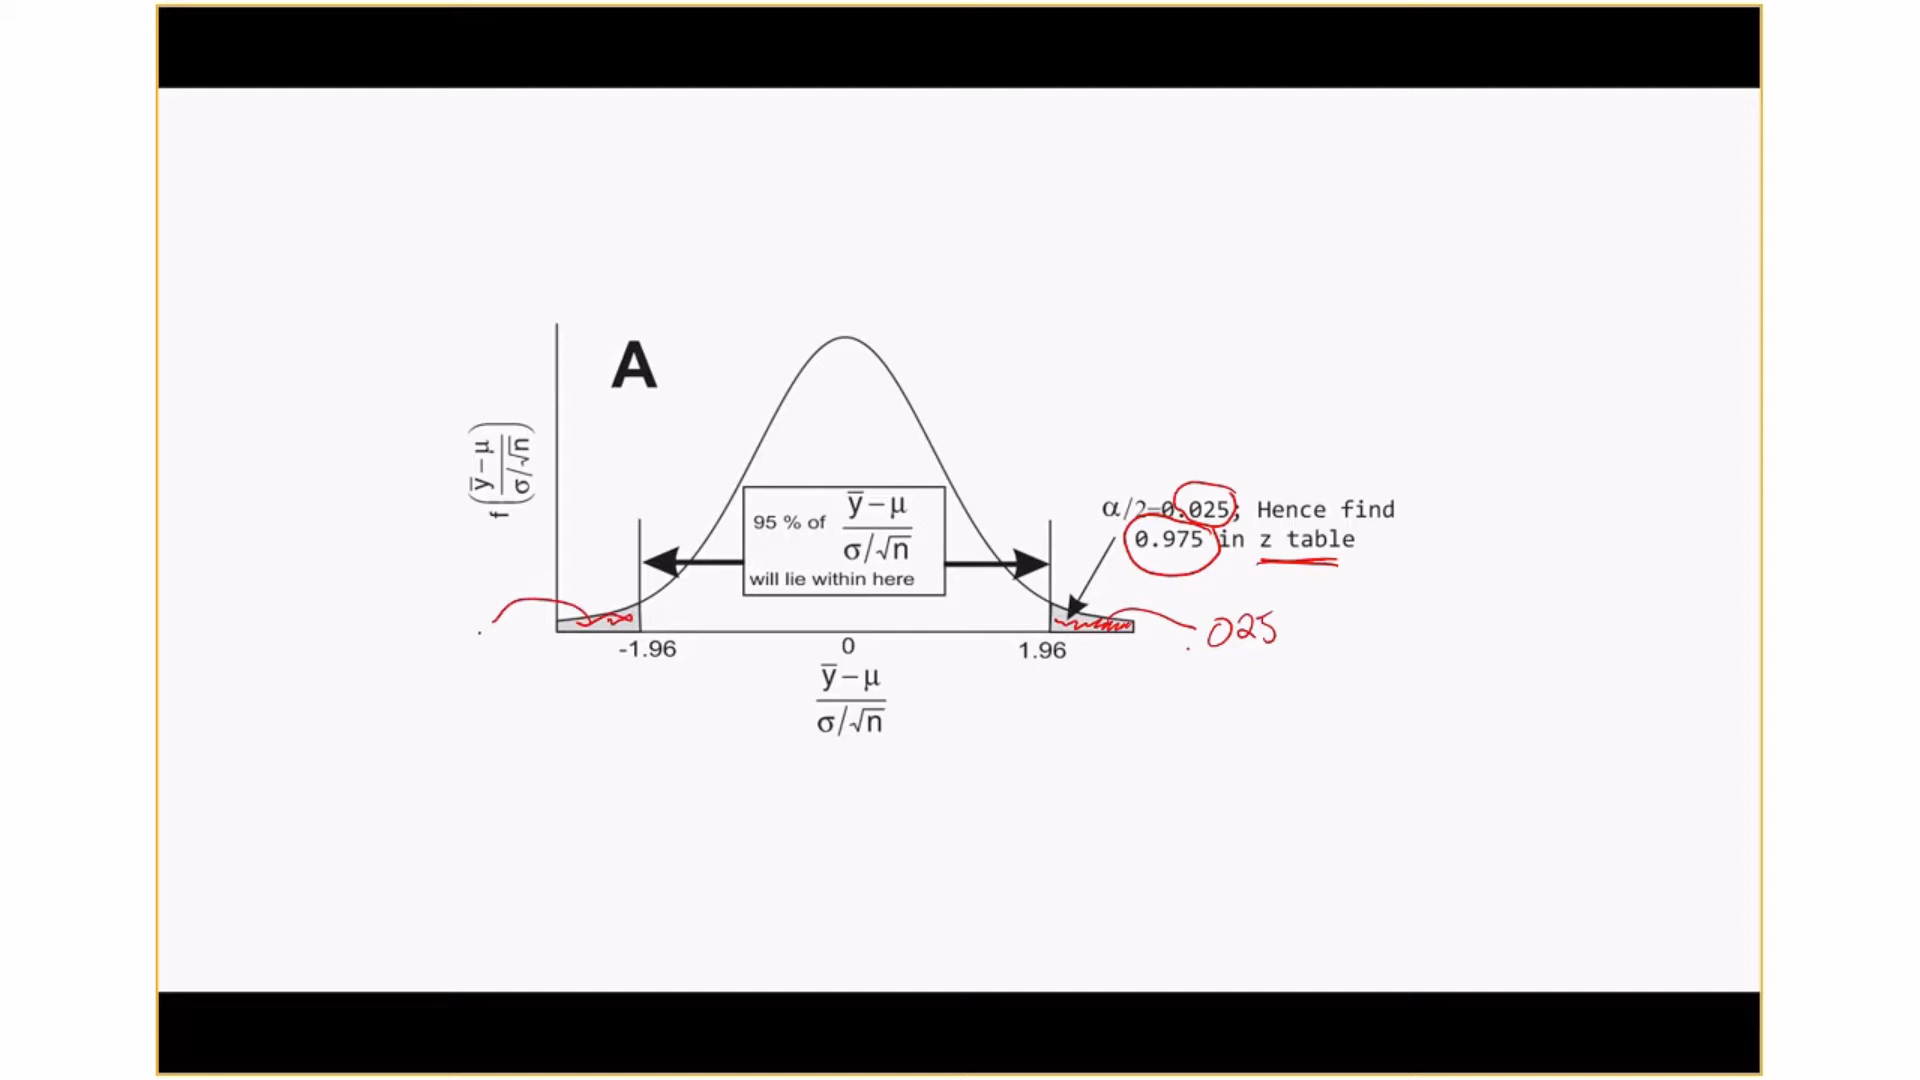 A
f((y̅ – μ)/(σ/√n))
95 % of (y̅ – μ)/(σ/√n)
will lie within here
α/2=0.025; Hence find
0.975 in z table
.025
-1.96 0 1.96
(y̅ – μ)/(σ/√n)